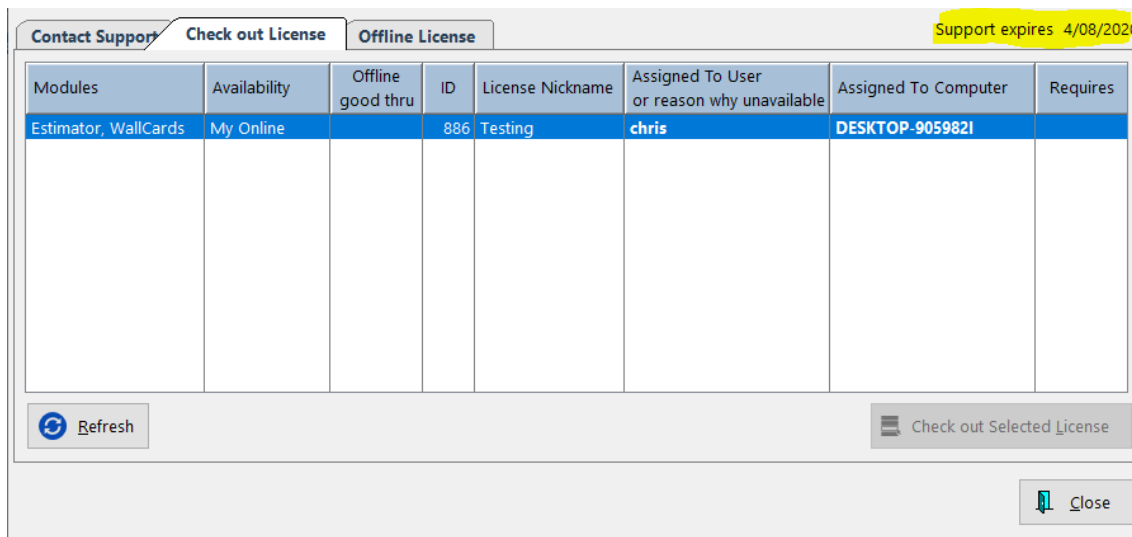 Contact Support
Check out License
Offline License
Support expires 4/08/202
Modules
Availability
Offline
good thru
ID
License Nickname
Assigned To User
or reason why unavailable
Assigned To Computer
Requires
Estimator, WallCards
My Online
886
Testing
chris
DESKTOP-905982I
Refresh
Check out Selected License
Close